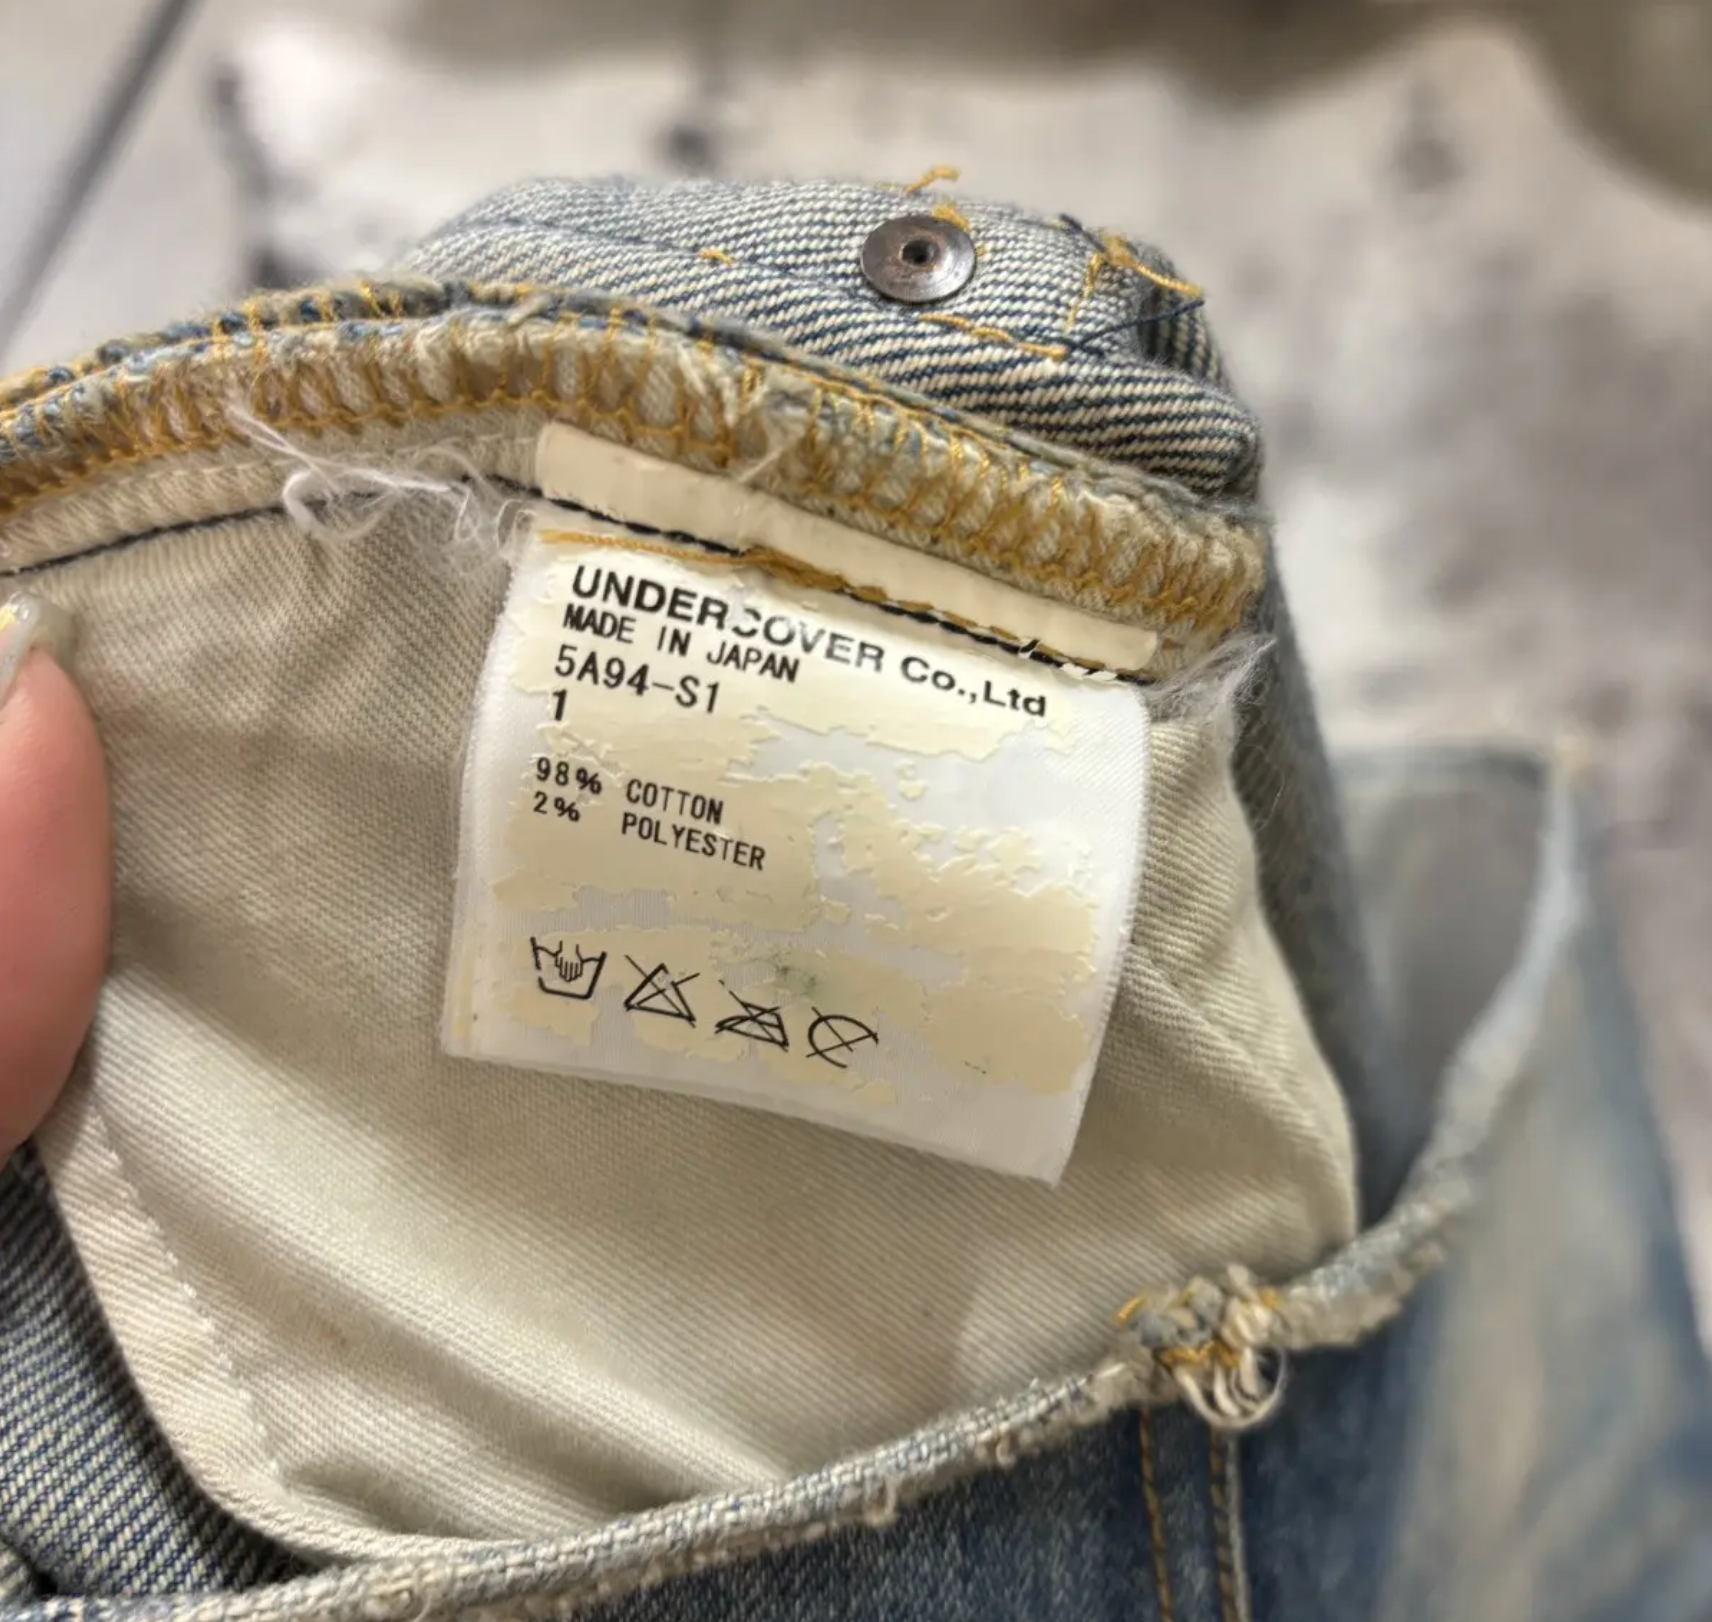 UNDERCOVER Co.,Ltd
MADE IN JAPAN
5A94-S1
1
98% COTTON
2% POLYESTER